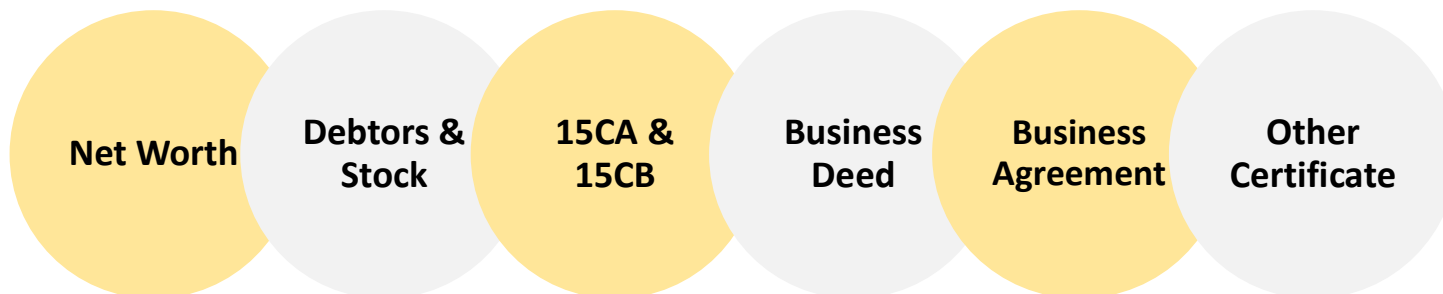 Net Worth
Debtors &
Stock
15CA &
15CB
Business
Deed
Business
Agreement
Other
Certificate